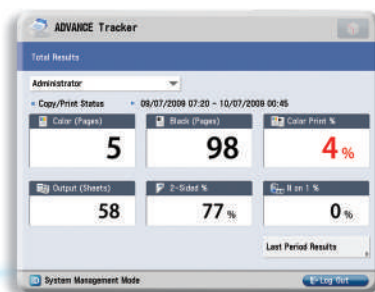 ADVANCE Tracker
Total Results
Administrator
Copy/Print Status 09/07/2009 07:20 - 10/07/2009 00:45
Color (Pages) Black (Pages) Color Print %
5 98 4 %
Output (Sheets) 2-Sided % N on 1 %
58 77 % 0 %
Last Period Results
System Management Mode Log Out